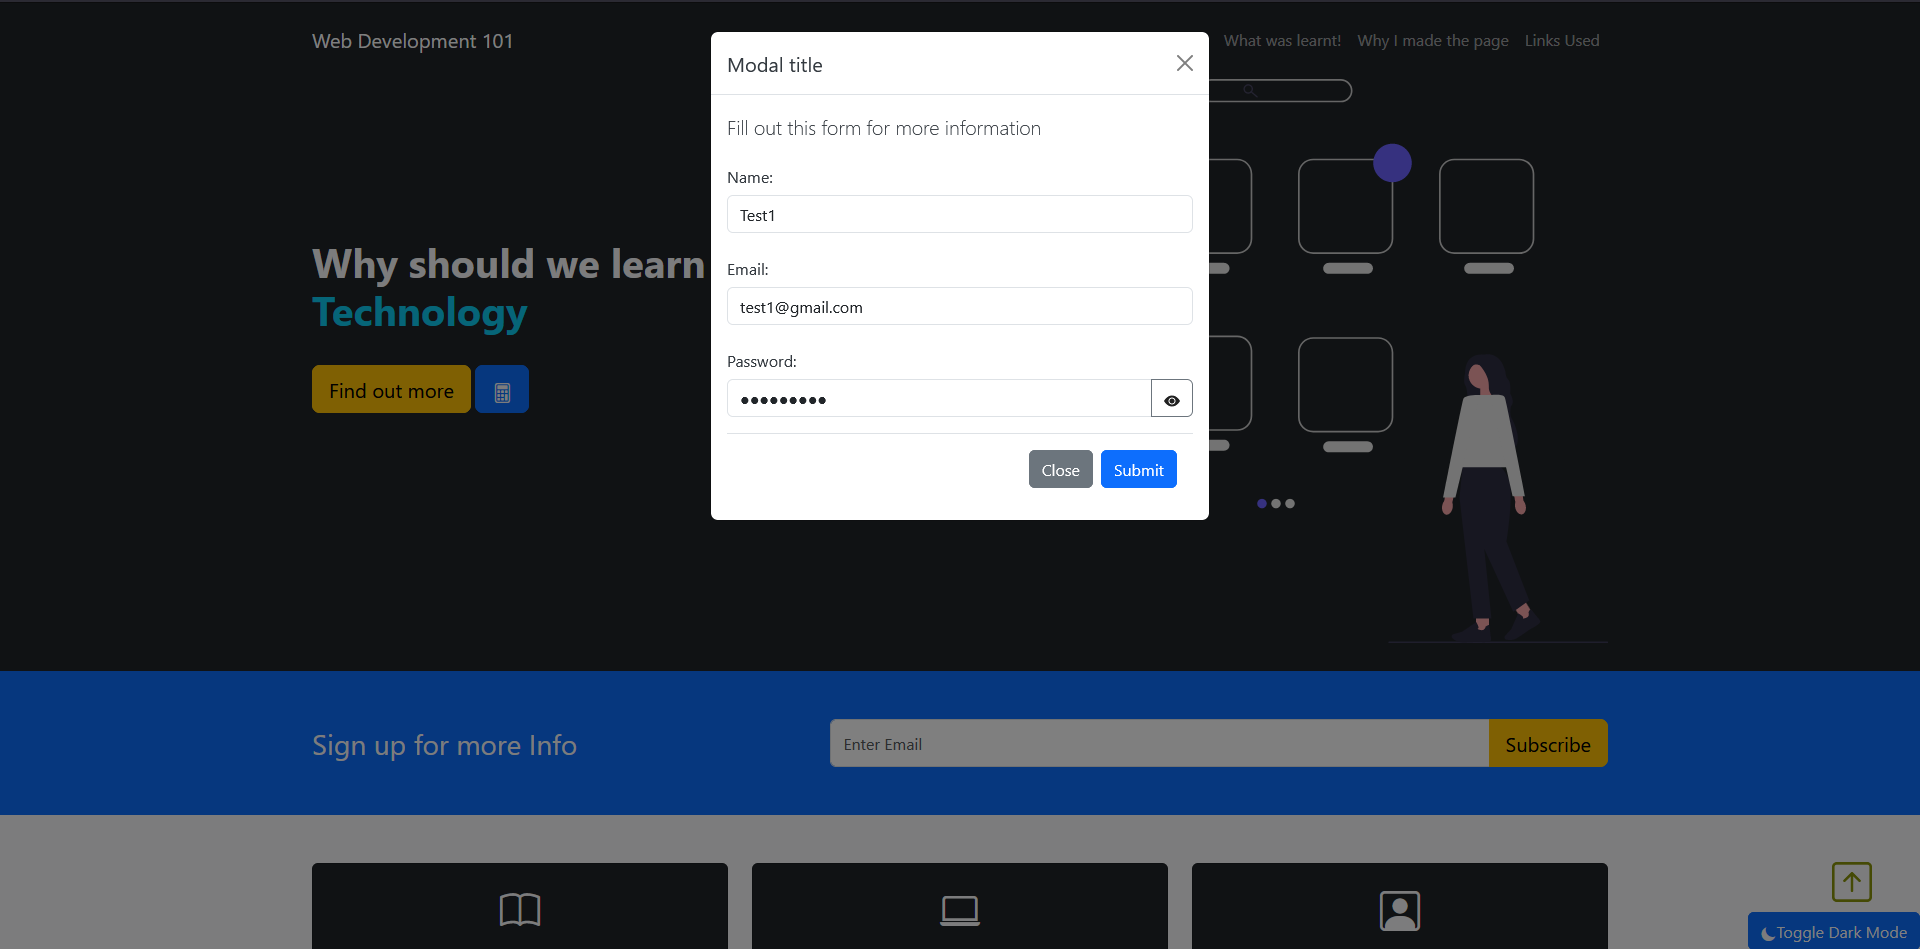 Web Development 101
What was learnt!
Why I made the page
Links Used
Modal title
Fill out this form for more information
Name:
Test1
Email:
test1@gmail.com
Password:
Close
Submit
Why should we learn
Technology
Find out more
Sign up for more Info
Enter Email
Subscribe
Toggle Dark Mode